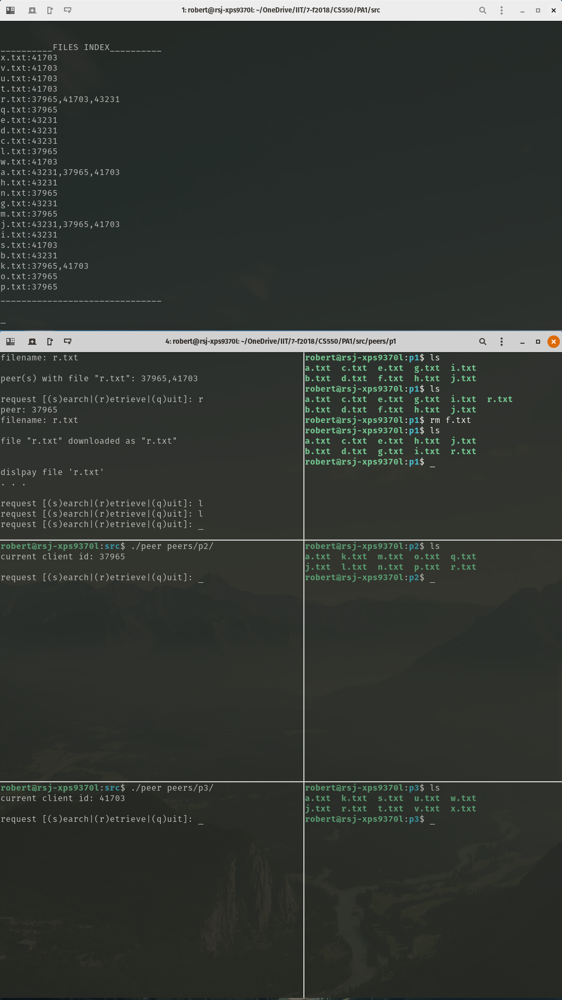 1: robert@rsj-xps9370l: ~/OneDrive/IIT/7-f2018/CS550/PA1/src
__________FILES INDEX__________
x.txt:41703
v.txt:41703
u.txt:41703
t.txt:41703
r.txt:37965,41703,43231
q.txt:37965
e.txt:43231
d.txt:43231
c.txt:43231
l.txt:37965
w.txt:41703
a.txt:43231,37965,41703
h.txt:43231
n.txt:37965
g.txt:43231
m.txt:37965
j.txt:43231,37965,41703
i.txt:43231
s.txt:41703
b.txt:43231
k.txt:37965,41703
o.txt:37965
p.txt:37965
_______________________________
_
4: robert@rsj-xps9370l: ~/OneDrive/IIT/7-f2018/CS550/PA1/src/peers/p1
filename: r.txt
peer(s) with file "r.txt": 37965,41703
request [(s)earch|(r)etrieve|(q)uit]: r
peer: 37965
filename: r.txt
file "r.txt" downloaded as "r.txt"
dislpay file 'r.txt'
. . .
request [(s)earch|(r)etrieve|(q)uit]: l
request [(s)earch|(r)etrieve|(q)uit]: l
request [(s)earch|(r)etrieve|(q)uit]: _
robert@rsj-xps9370l:p1$ ls
a.txt  c.txt  e.txt  g.txt  i.txt
b.txt  d.txt  f.txt  h.txt  j.txt
robert@rsj-xps9370l:p1$ ls
a.txt  c.txt  e.txt  g.txt  i.txt  r.txt
b.txt  d.txt  f.txt  h.txt  j.txt
robert@rsj-xps9370l:p1$ rm f.txt
robert@rsj-xps9370l:p1$ ls
a.txt  c.txt  e.txt  h.txt  j.txt
b.txt  d.txt  g.txt  i.txt  r.txt
robert@rsj-xps9370l:p1$ _
robert@rsj-xps9370l:src$ ./peer peers/p2/
current client id: 37965
request [(s)earch|(r)etrieve|(q)uit]: _
robert@rsj-xps9370l:p2$ ls
a.txt  k.txt  m.txt  o.txt  q.txt
j.txt  l.txt  n.txt  p.txt  r.txt
robert@rsj-xps9370l:p2$ _
robert@rsj-xps9370l:src$ ./peer peers/p3/
current client id: 41703
request [(s)earch|(r)etrieve|(q)uit]: _
robert@rsj-xps9370l:p3$ ls
a.txt  k.txt  s.txt  u.txt  w.txt
j.txt  r.txt  t.txt  v.txt  x.txt
robert@rsj-xps9370l:p3$ _